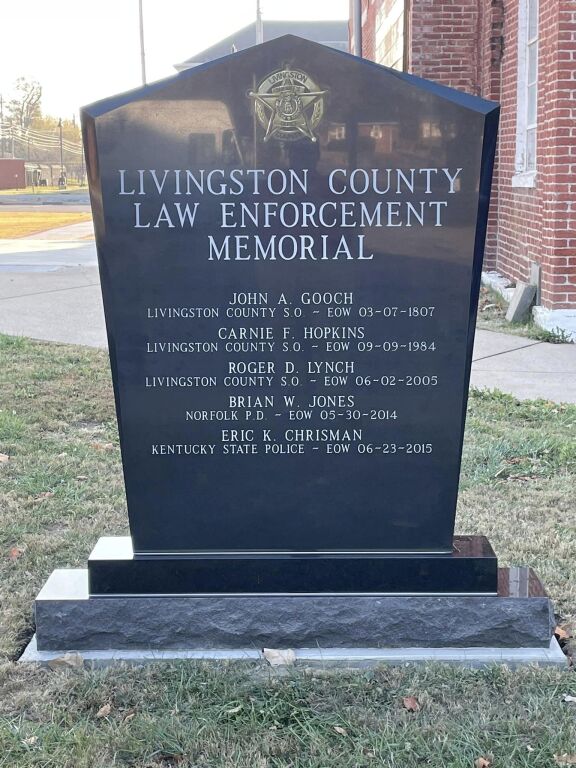 LIVINGSTON
LIVINGSTON COUNTY
LAW ENFORCEMENT
MEMORIAL
JOHN A. GOOCH
LIVINGSTON COUNTY S.O. ~ EOW 03-07-1807
CARNIE F. HOPKINS
LIVINGSTON COUNTY S.O. ~ EOW 09-09-1984
ROGER D. LYNCH
LIVINGSTON COUNTY S.O. ~ EOW 06-02-2005
BRIAN W. JONES
NORFOLK P.D. ~ EOW 05-30-2014
ERIC K. CHRISMAN
KENTUCKY STATE POLICE ~ EOW 06-23-2015